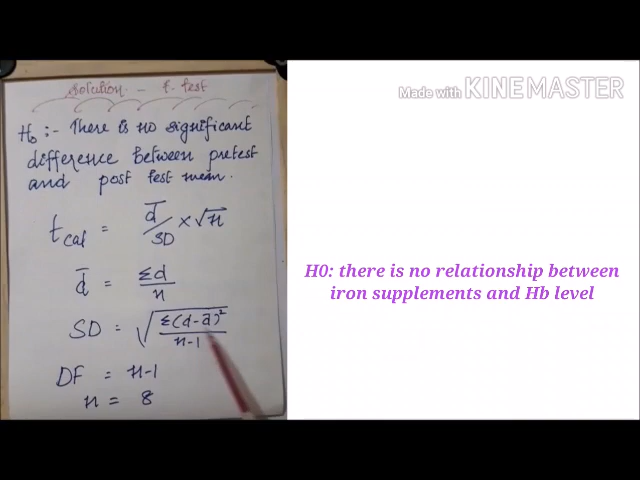 Solution - t. test
H₀ :- There is no significant
difference between pretest
and post test mean.
t cal = d̅/SD × √n
d̅ = Σd/n
SD = √(Σ(d-d̅)²/n-1)
DF = n-1
n = 8
Made with KINEMASTER
H0: there is no relationship between
iron supplements and Hb level